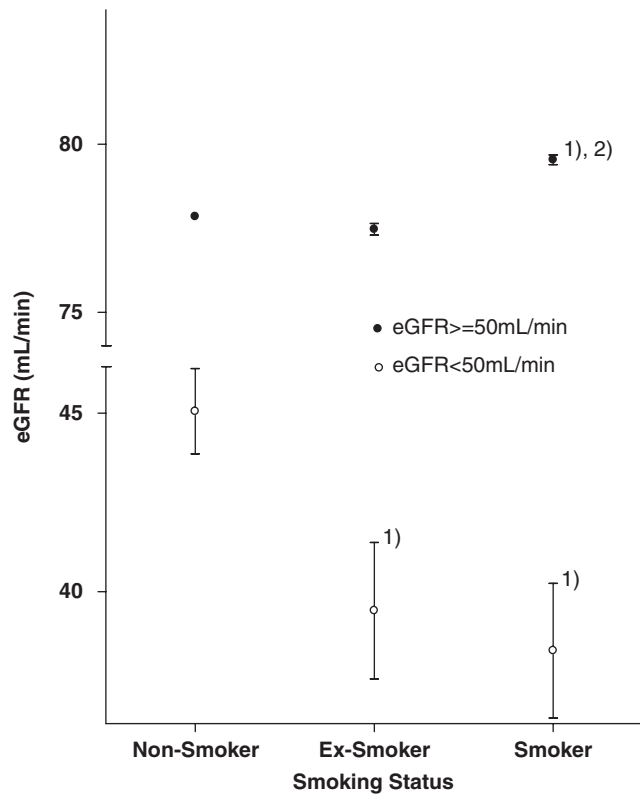 80
1), 2)
75
eGFR (mL/min)
eGFR>=50mL/min
eGFR<50mL/min
45
1)
1)
40
Non-Smoker Ex-Smoker Smoker
Smoking Status